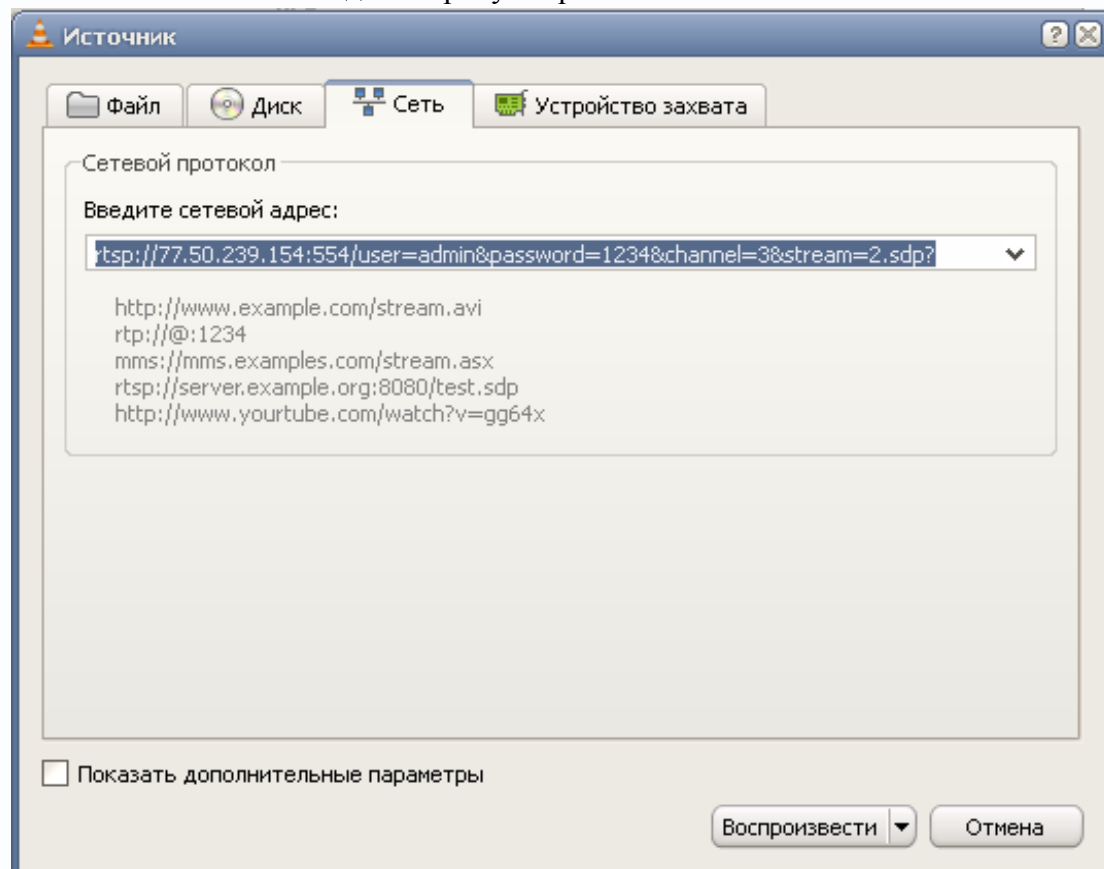 Источник
Файл Диск Сеть Устройство захвата
Сетевой протокол
Введите сетевой адрес:
rtsp://77.50.239.154:554/user=admin&password=1234&channel=3&stream=2.sdp?
http://www.example.com/stream.avi
rtp://@:1234
mms://mms.examples.com/stream.asx
rtsp://server.example.org:8080/test.sdp
http://www.yourtube.com/watch?v=gg64x
Показать дополнительные параметры
Воспроизвести Отмена